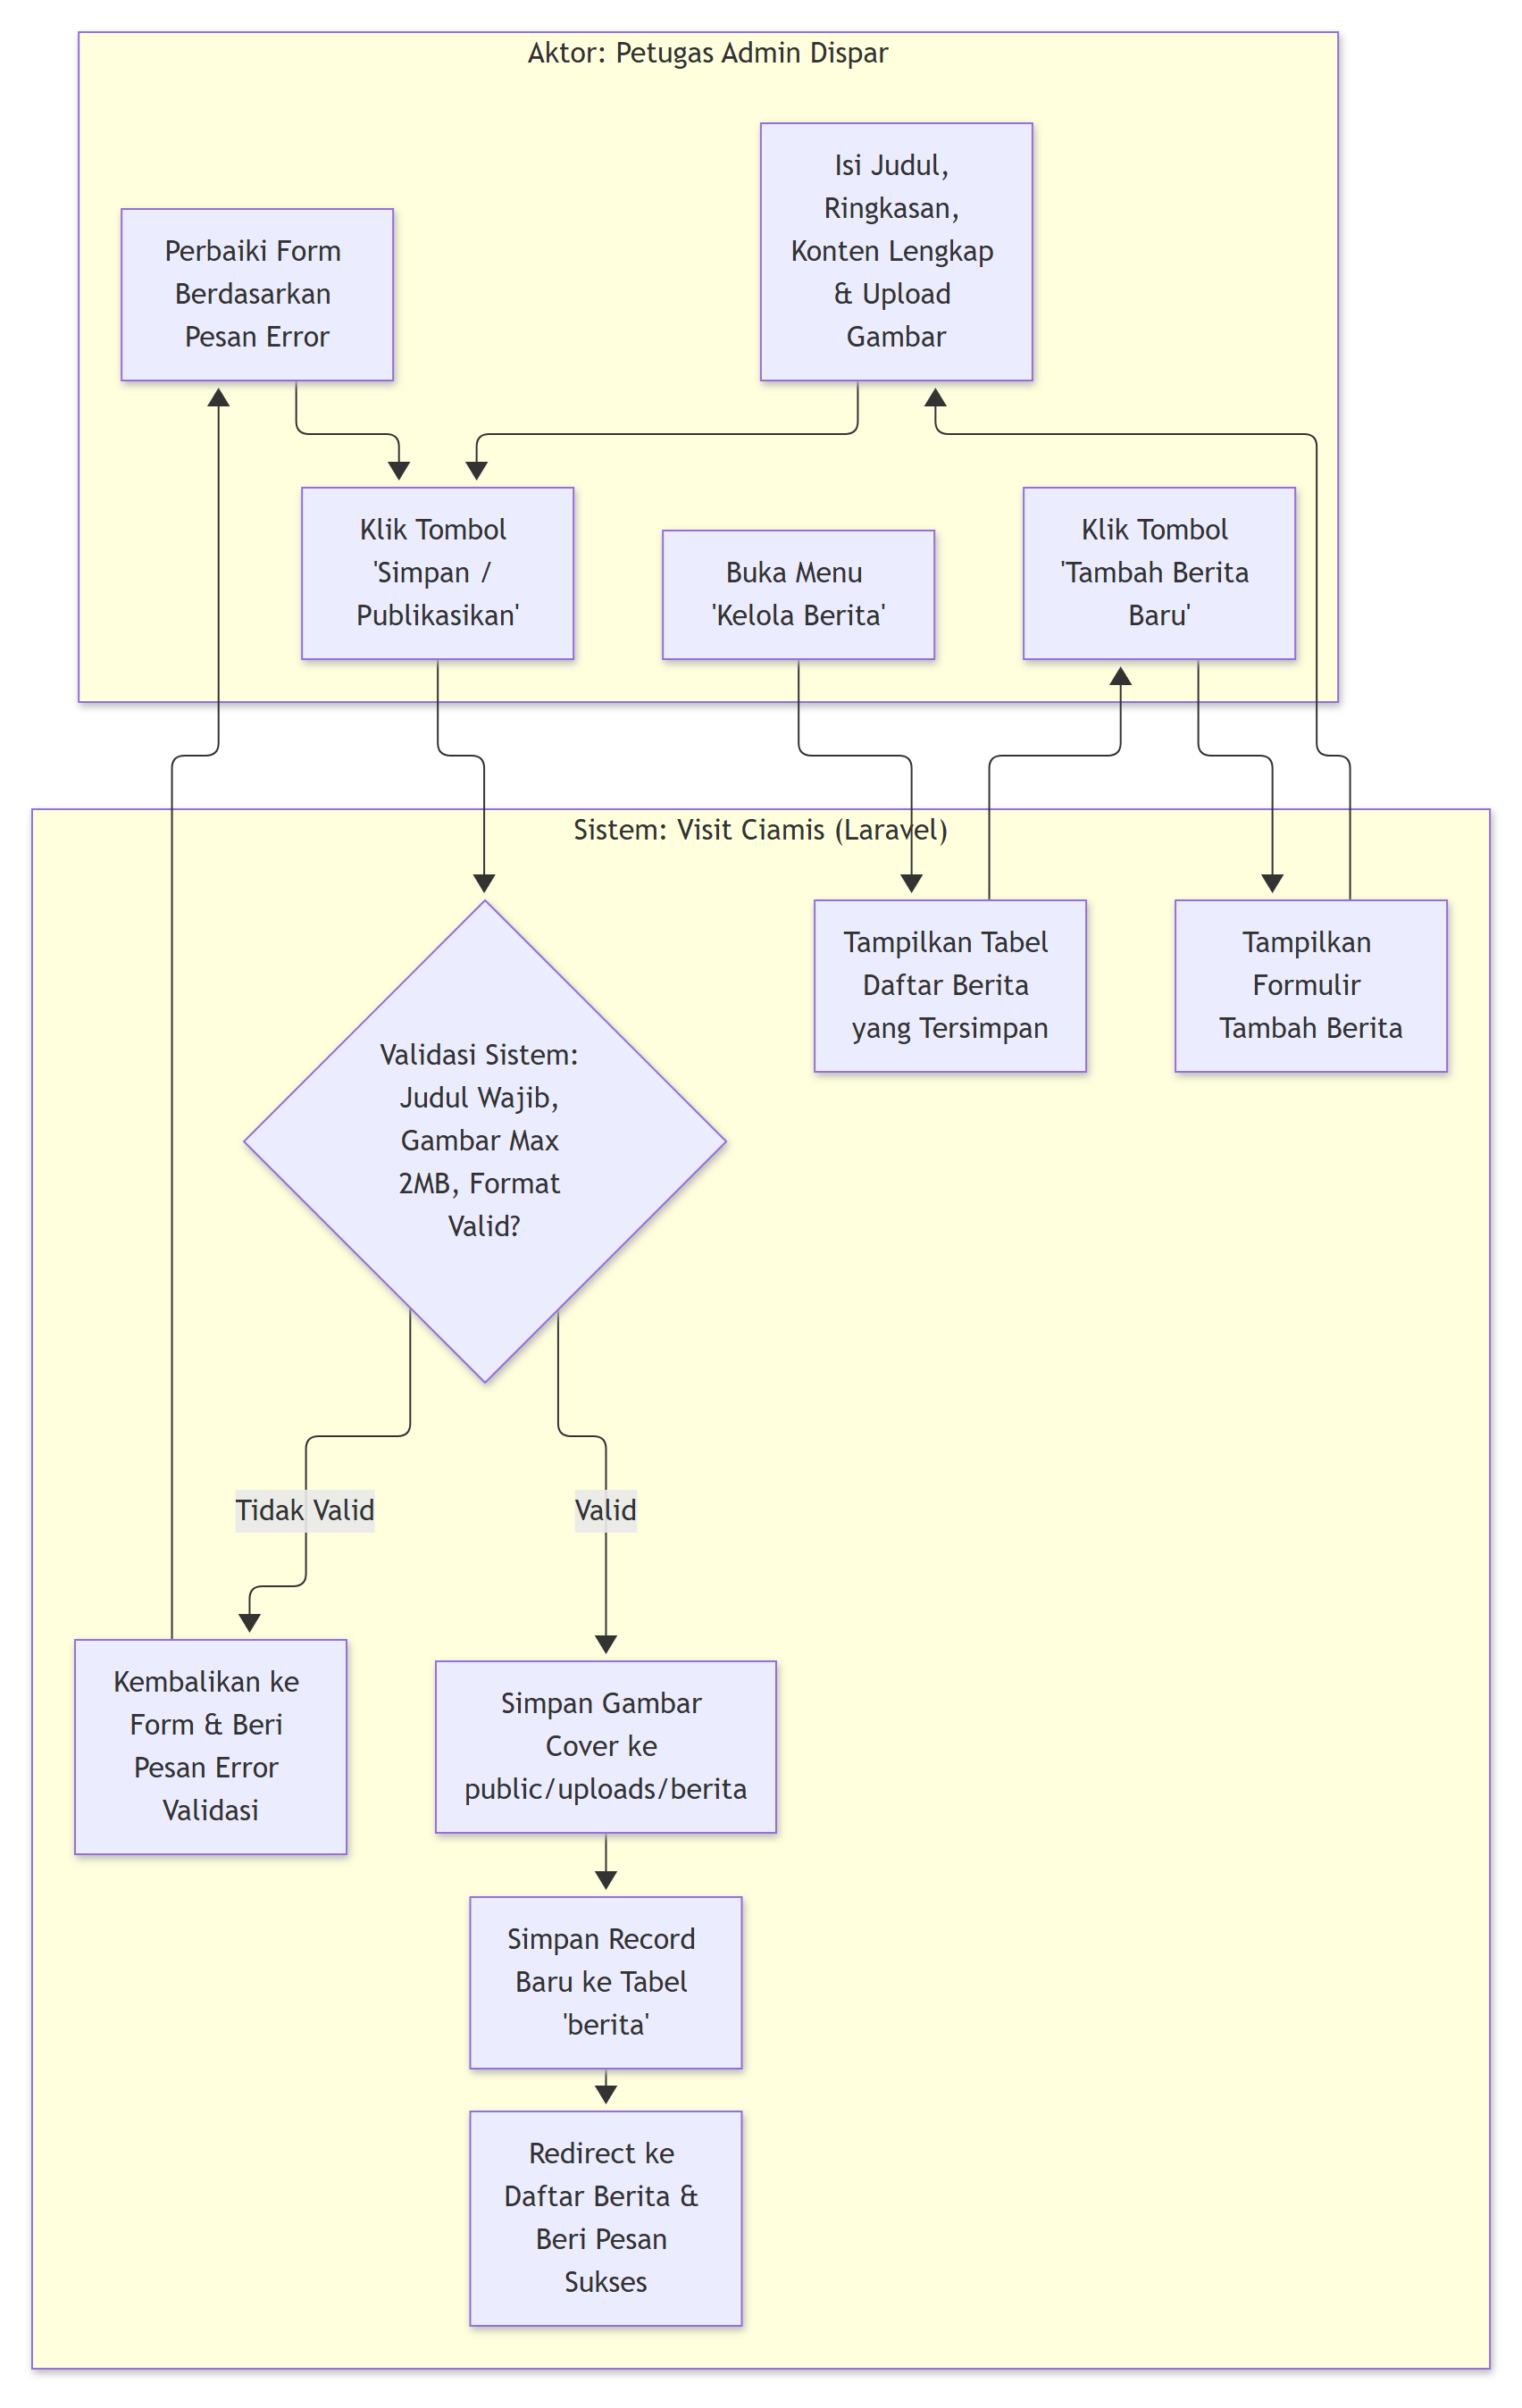 Aktor: Petugas Admin Dispar
Isi Judul,
Ringkasan,
Konten Lengkap
& Upload
Gambar
Perbaiki Form
Berdasarkan
Pesan Error
Klik Tombol
'Simpan /
Publikasikan'
Buka Menu
'Kelola Berita'
Klik Tombol
'Tambah Berita
Baru'
Sistem: Visit Ciamis (Laravel)
Validasi Sistem:
Judul Wajib,
Gambar Max
2MB, Format
Valid?
Tampilkan Tabel
Daftar Berita
yang Tersimpan
Tampilkan
Formulir
Tambah Berita
Tidak Valid
Valid
Kembalikan ke
Form & Beri
Pesan Error
Validasi
Simpan Gambar
Cover ke
public/uploads/berita
Simpan Record
Baru ke Tabel
'berita'
Redirect ke
Daftar Berita &
Beri Pesan
Sukses